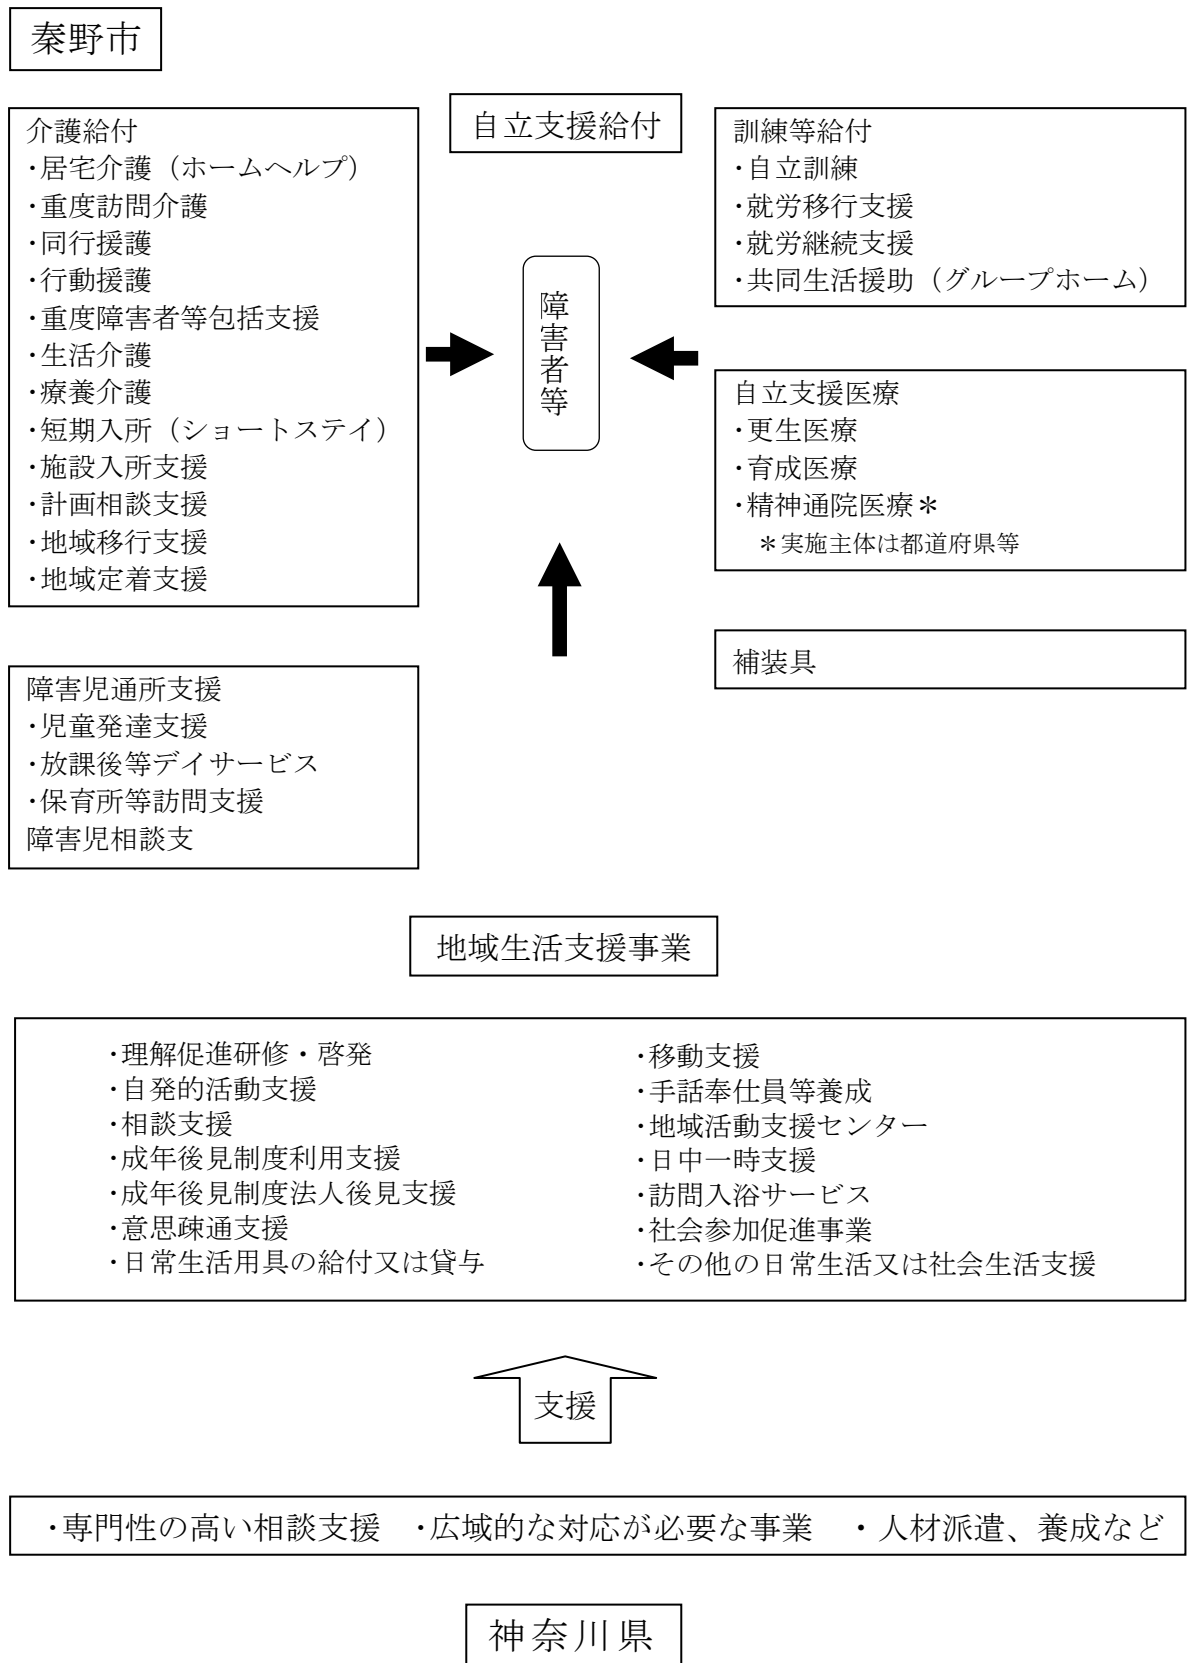 秦野市
自立支援給付
介護給付
・居宅介護（ホームヘルプ）
・重度訪問介護
・同行援護
・行動援護
・重度障害者等包括支援
・生活介護
・療養介護
・短期入所（ショートステイ）
・施設入所支援
・計画相談支援
・地域移行支援
・地域定着支援
障害者等
訓練等給付
・自立訓練
・就労移行支援
・就労継続支援
・共同生活援助（グループホーム）
自立支援医療
・更生医療
・育成医療
・精神通院医療＊
＊実施主体は都道府県等
補装具
障害児通所支援
・児童発達支援
・放課後等デイサービス
・保育所等訪問支援
障害児相談支
地域生活支援事業
・理解促進研修・啓発
・自発的活動支援
・相談支援
・成年後見制度利用支援
・成年後見制度法人後見支援
・意思疎通支援
・日常生活用具の給付又は貸与
・移動支援
・手話奉仕員等養成
・地域活動支援センター
・日中一時支援
・訪問入浴サービス
・社会参加促進事業
・その他の日常生活又は社会生活支援
支援
・専門性の高い相談支援　・広域的な対応が必要な事業　・人材派遣、養成など
神奈川県